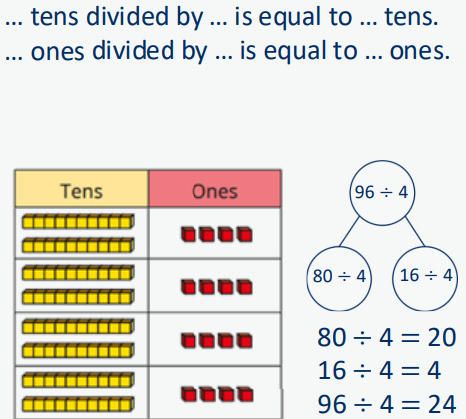 ... tens divided by ... is equal to ... tens.
... ones divided by ... is equal to ... ones.
Tens Ones
96 ÷ 4
80 ÷ 4 16 ÷ 4
80 ÷ 4 = 20
16 ÷ 4 = 4
96 ÷ 4 = 24